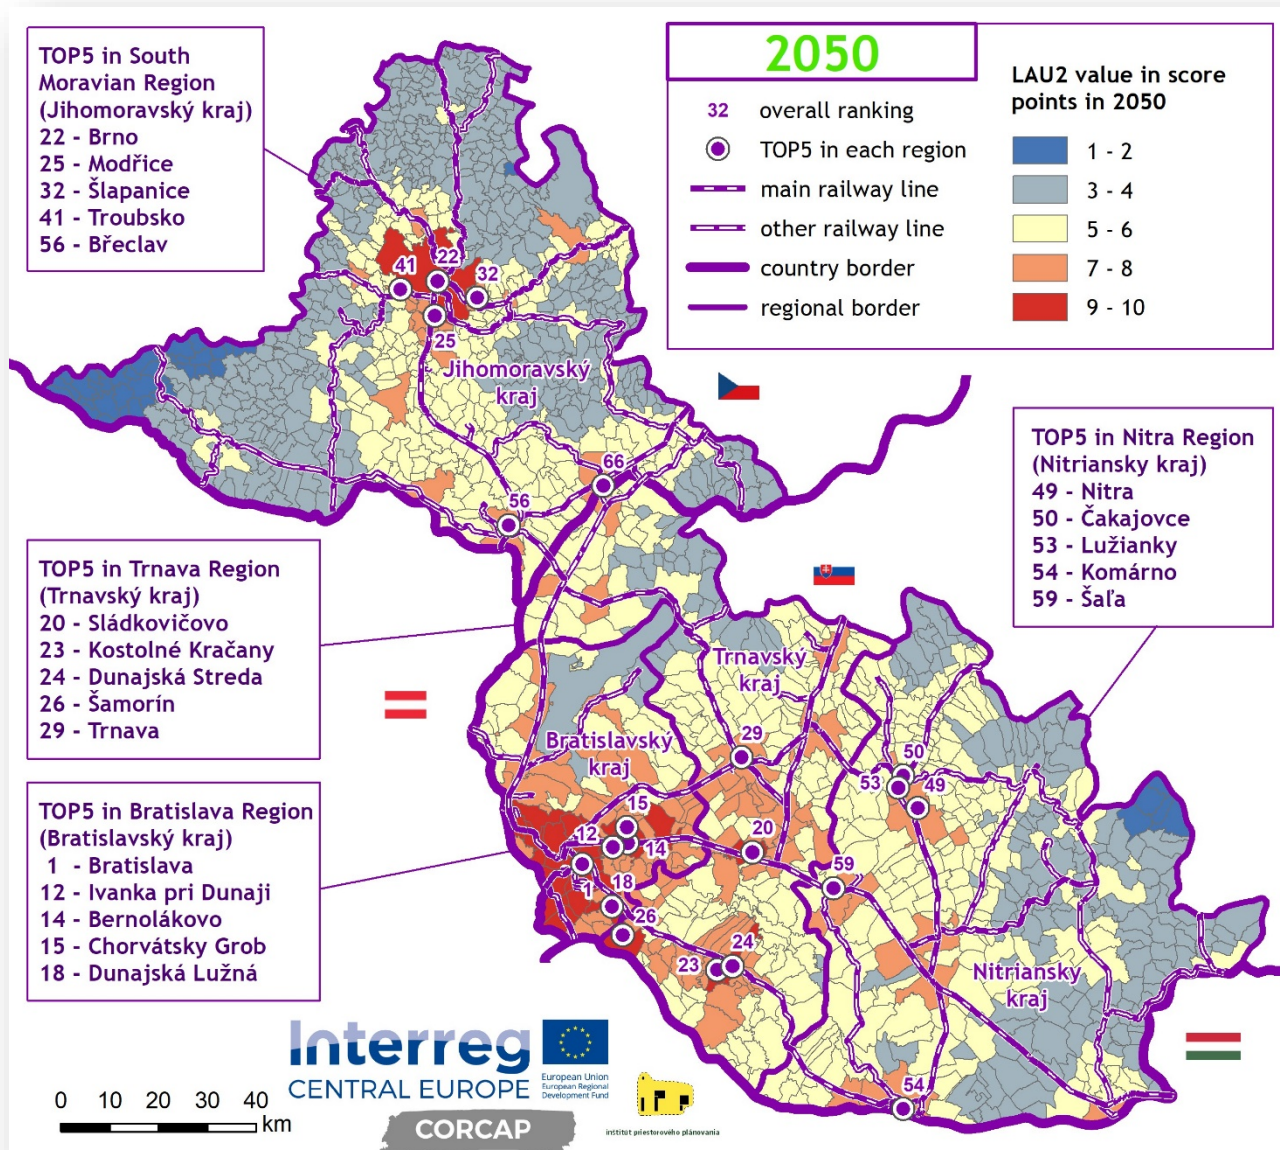 TOP5 in South
Moravian Region
(Jihomoravský kraj)
22 - Brno
25 - Modřice
32 - Šlapanice
41 - Troubsko
56 - Břeclav
2050
32 overall ranking
TOP5 in each region
main railway line
other railway line
country border
regional border
LAU2 value in score
points in 2050
1 - 2
3 - 4
5 - 6
7 - 8
9 - 10
41
22
32
25
Jihomoravský
kraj
66
56
TOP5 in Nitra Region
(Nitriansky kraj)
49 - Nitra
50 - Čakajovce
53 - Lužianky
54 - Komárno
59 - Šaľa
TOP5 in Trnava Region
(Trnavský kraj)
20 - Sládkovičovo
23 - Kostolné Kračany
24 - Dunajská Streda
26 - Šamorín
29 - Trnava
Trnavský
kraj
Bratislavský
kraj
29
50
53
49
TOP5 in Bratislava Region
(Bratislavský kraj)
1 - Bratislava
12 - Ivanka pri Dunaji
14 - Bernolákovo
15 - Chorvátsky Grob
18 - Dunajská Lužná
15
12
14
20
59
1
18
26
24
23
Nitriansky
kraj
54
Interreg
CENTRAL EUROPE
European Union
European Regional
Development Fund
CORCAP
inštitút priestorového plánovania
0 10 20 30 40
km